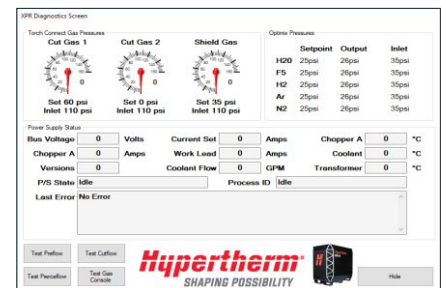 XPR Diagnostics Screen
Torch Connect Gas Pressures
Cut Gas 1 Cut Gas 2 Shield Gas
Set 60 psi Set 0 psi Set 35 psi
Inlet 110 psi Inlet 110 psi Inlet 110 psi
Optimix Pressures
Setpoint Output Inlet
H20 25psi 26psi 35psi
F5 25psi 26psi 35psi
H2 25psi 26psi 35psi
Ar 25psi 26psi 35psi
N2 25psi 26psi 35psi
Power Supply Status
Bus Voltage 0 Volts Current Set 0 Amps Chopper A 0 °C
Chopper A 0 Amps Work Lead 0 Amps Coolant 0 °C
Versions 0 Coolant Flow 0 GPM Transformer 0 °C
P/S State Idle Process ID Idle
Last Error No Error
Test Preflow Test Cutflow
Test Pierceflow Test Gas Console
Hypertherm®
SHAPING POSSIBILITY
Hide